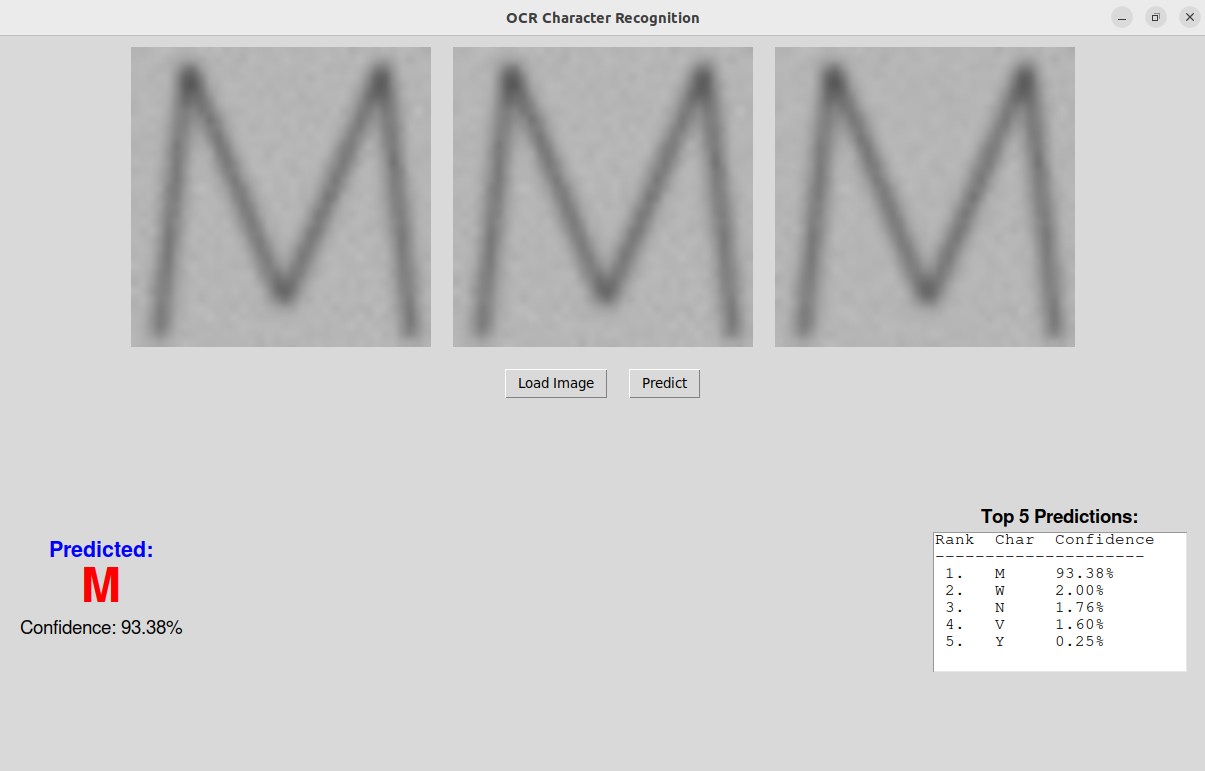 OCR Character Recognition
M M M
Load Image Predict
Predicted:
M
Confidence: 93.38%
Top 5 Predictions:
Rank Char Confidence
---------------------
1. M 93.38%
2. W 2.00%
3. N 1.76%
4. V 1.60%
5. Y 0.25%